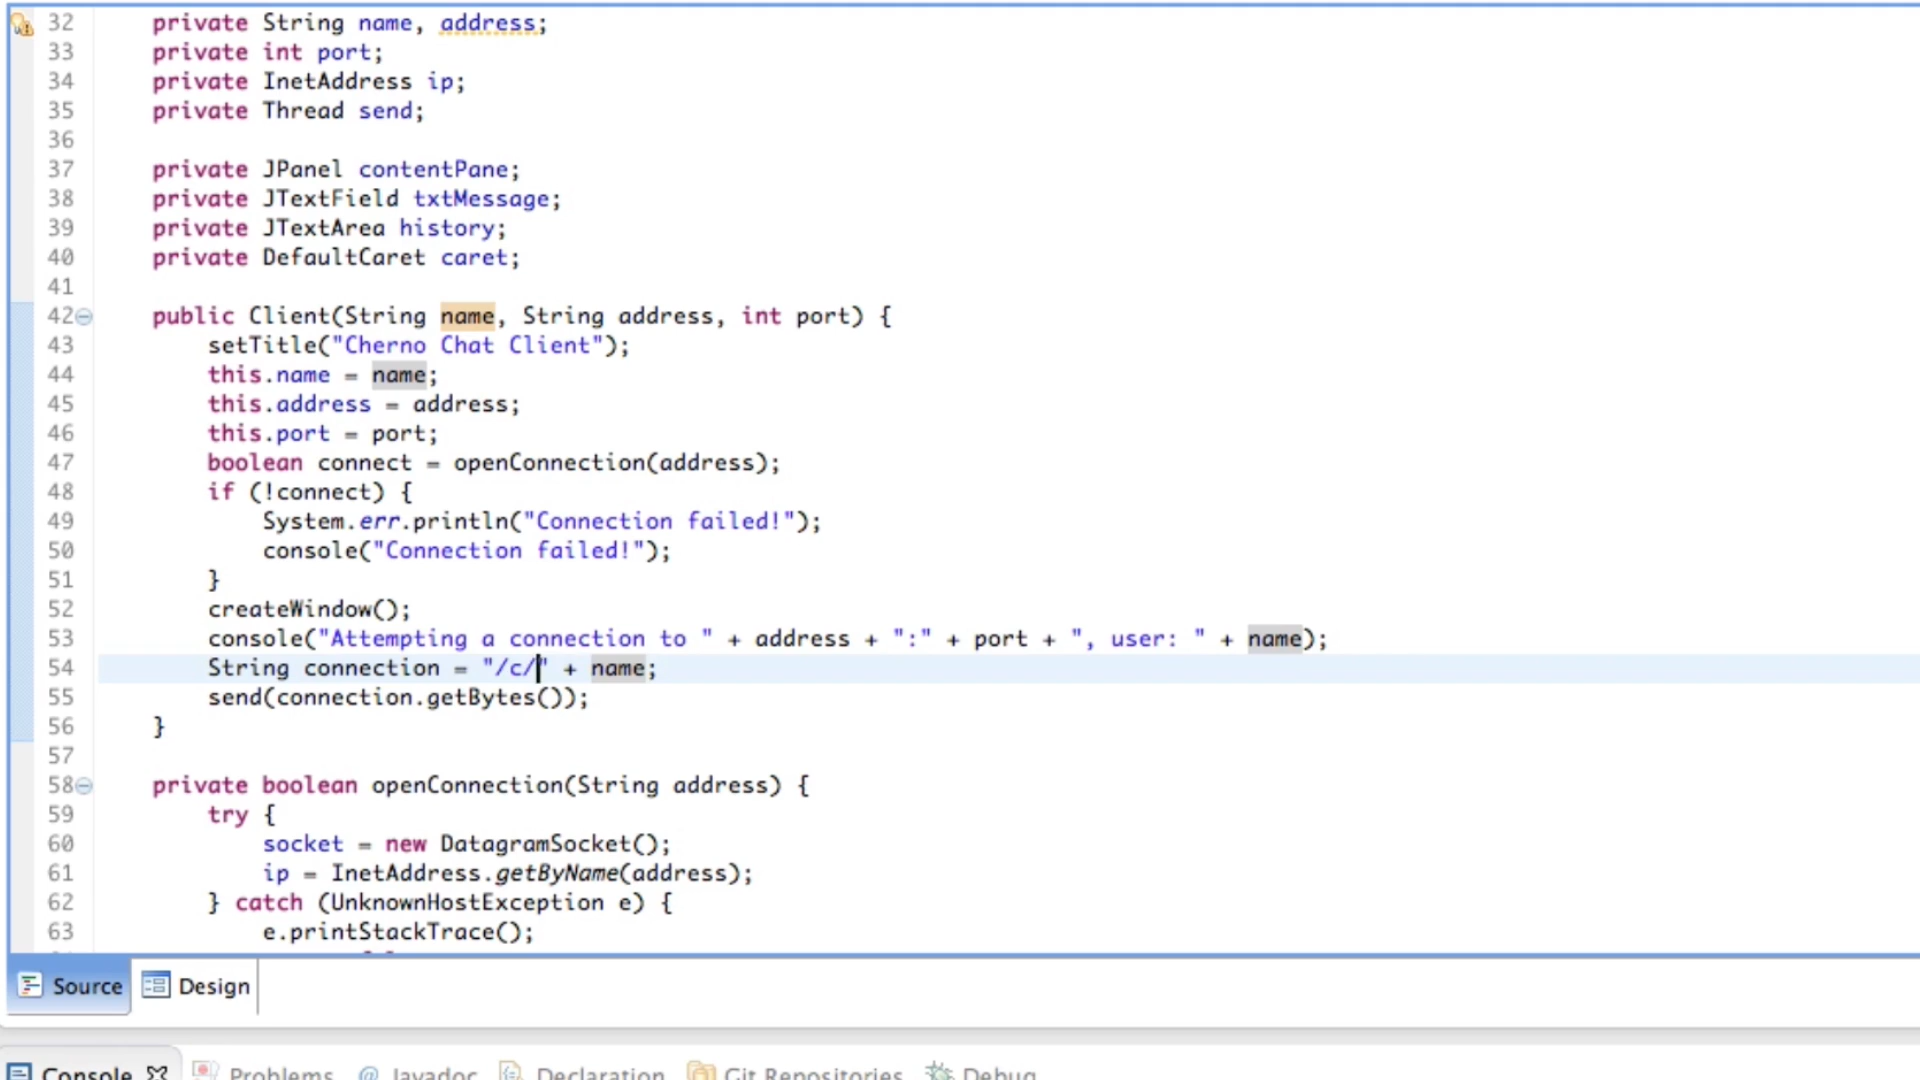 32 private String name, address;
33 private int port;
34 private InetAddress ip;
35 private Thread send;
36
37 private JPanel contentPane;
38 private JTextField txtMessage;
39 private JTextArea history;
40 private DefaultCaret caret;
41
42 public Client(String name, String address, int port) {
43 setTitle("Cherno Chat Client");
44 this.name = name;
45 this.address = address;
46 this.port = port;
47 boolean connect = openConnection(address);
48 if (!connect) {
49 System.err.println("Connection failed!");
50 console("Connection failed!");
51 }
52 createWindow();
53 console("Attempting a connection to " + address + ":" + port + ", user: " + name);
54 String connection = "/c/" + name;
55 send(connection.getBytes());
56 }
57
58 private boolean openConnection(String address) {
59 try {
60 socket = new DatagramSocket();
61 ip = InetAddress.getByName(address);
62 } catch (UnknownHostException e) {
63 e.printStackTrace();
Source Design
Console Problems @ Javadoc Declaration Git Repositories Debug